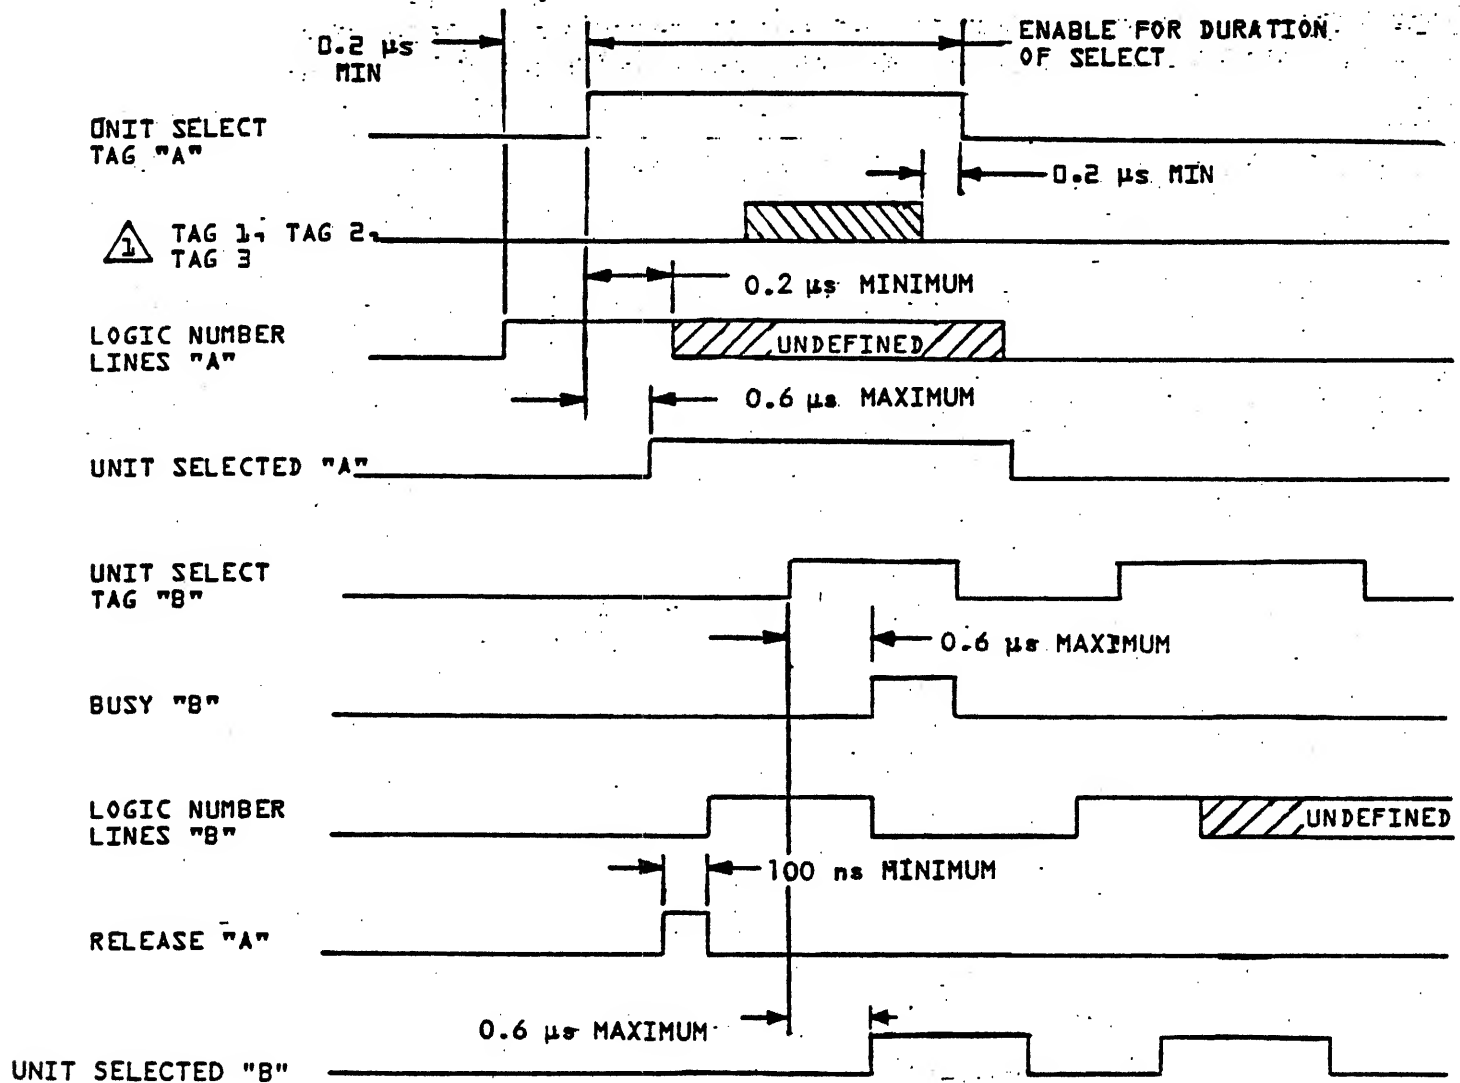 0.2 µs
MIN
ENABLE FOR DURATION
OF SELECT
UNIT SELECT
TAG "A"
0.2 µs MIN
1
TAG 1, TAG 2,
TAG 3
0.2 µs MINIMUM
LOGIC NUMBER
LINES "A"
UNDEFINED
0.6 µs MAXIMUM
UNIT SELECTED "A"
UNIT SELECT
TAG "B"
0.6 µs MAXIMUM
BUSY "B"
LOGIC NUMBER
LINES "B"
UNDEFINED
100 ns MINIMUM
RELEASE "A"
0.6 µs MAXIMUM
UNIT SELECTED "B"